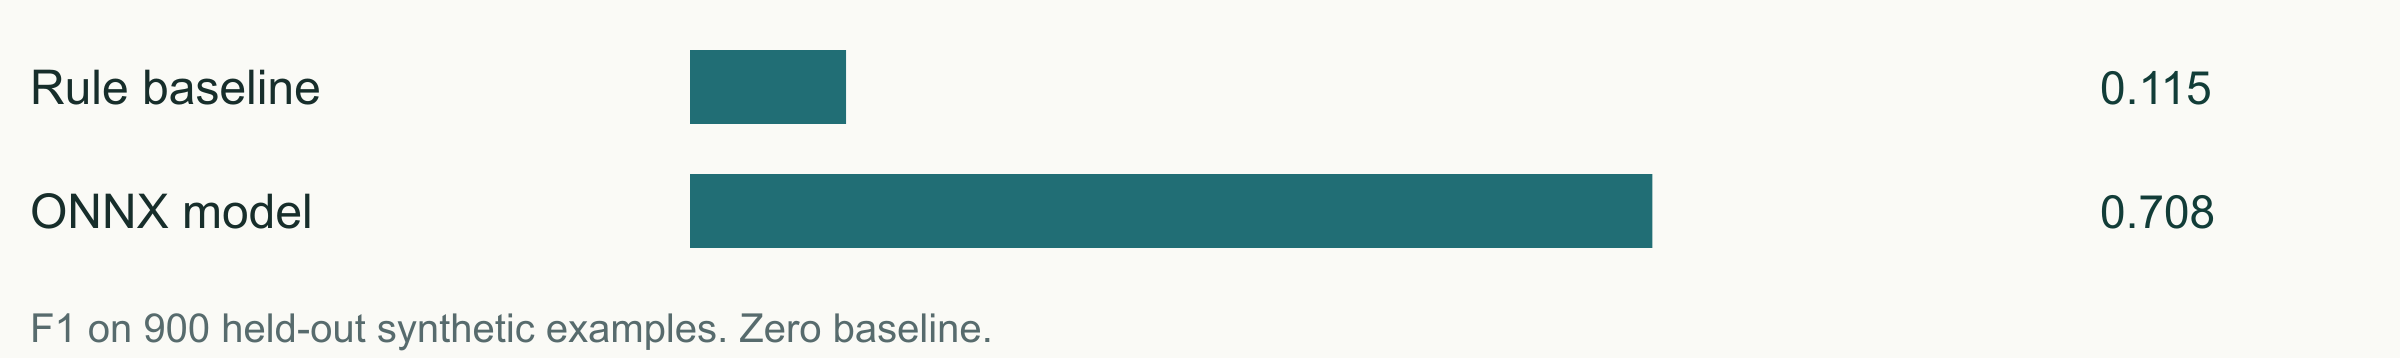 Rule baseline 0.115
ONNX model 0.708
F1 on 900 held-out synthetic examples. Zero baseline.